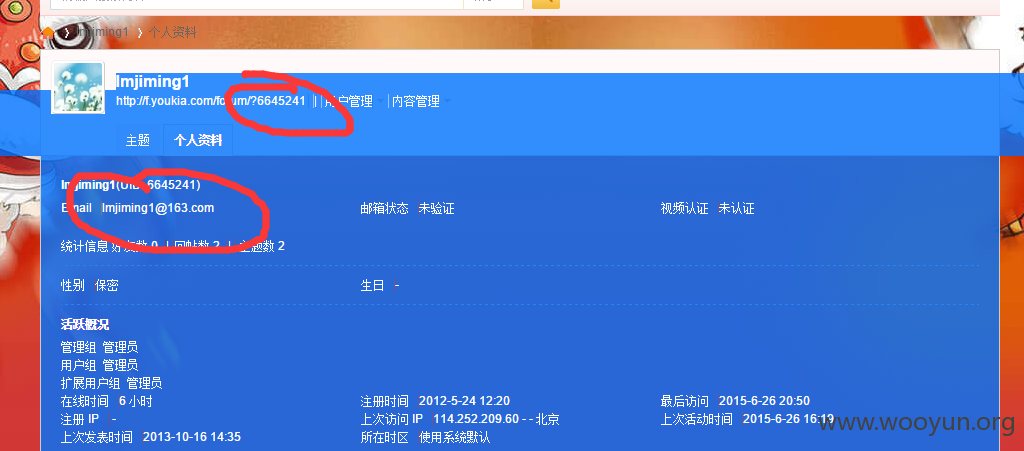 lmjiming1 › 个人资料
lmjiming1
http://f.youkia.com/forum/?6645241 | | 用户管理 | 内容管理
主题 个人资料
lmjiming1(UID: 6645241)
Email lmjiming1@163.com 邮箱状态 未验证 视频认证 未认证
统计信息 好友数 0 | 回帖数 2 | 主题数 2
性别 保密 生日 -
活跃概况
管理组 管理员
用户组 管理员
扩展用户组 管理员
在线时间 6 小时 注册时间 2012-5-24 12:20 最后访问 2015-6-26 20:50
注册 IP - 上次访问 IP 114.252.209.60 - - 北京 上次活动时间 2015-6-26 16:19
上次发表时间 2013-10-16 14:35 所在时区 使用系统默认
www.wooyun.org